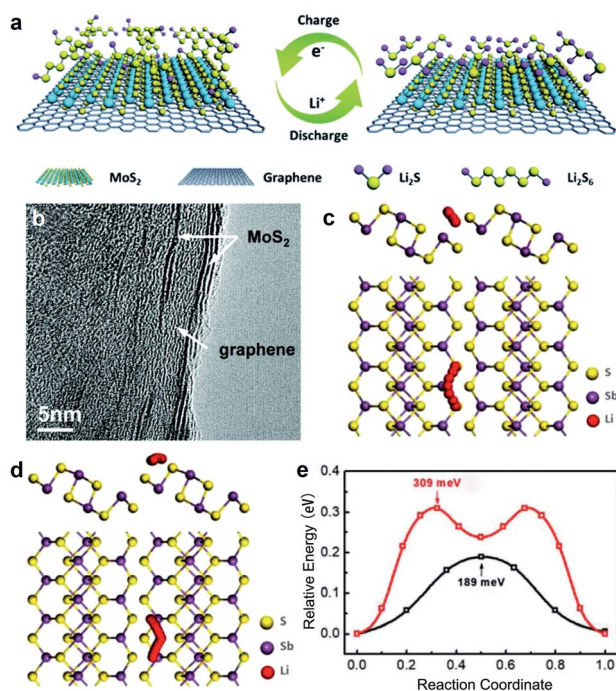 a
Charge
e-
Li+
Discharge
MoS2
Graphene
Li2S
Li2S6
b
MoS2
graphene
5nm
c
S
Sb
Li
d
S
Sb
Li
e
309 meV
189 meV
Relative Energy (eV)
0.4
0.3
0.2
0.1
0.0
0.0 0.2 0.4 0.6 0.8 1.0
Reaction Coordinate